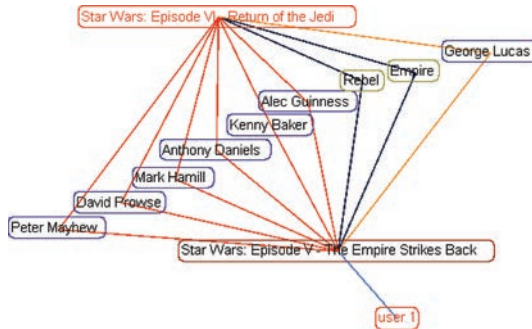 Star Wars: Episode VI - Return of the Jedi
George Lucas
Empire
Rebel
Alec Guinness
Kenny Baker
Anthony Daniels
Mark Hamill
David Prowse
Peter Mayhew
Star Wars: Episode V - The Empire Strikes Back
user 1